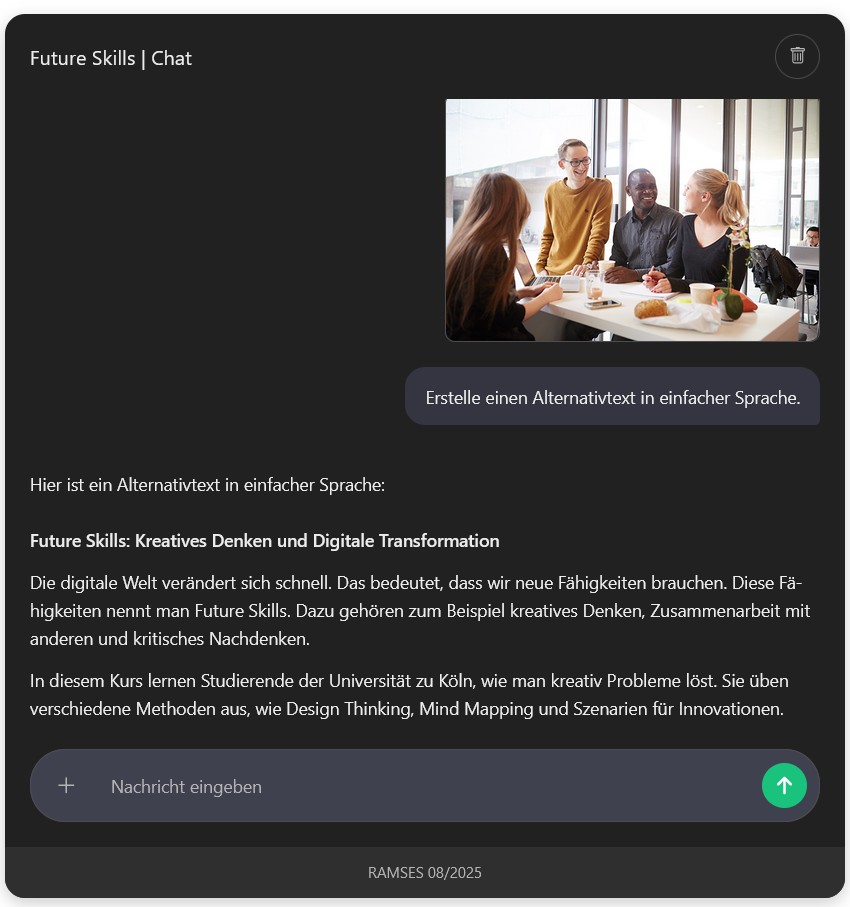 Future Skills | Chat
Erstelle einen Alternativtext in einfacher Sprache.
Hier ist ein Alternativtext in einfacher Sprache:
Future Skills: Kreatives Denken und Digitale Transformation
Die digitale Welt verändert sich schnell. Das bedeutet, dass wir neue Fähigkeiten brauchen. Diese Fä-
higkeiten nennt man Future Skills. Dazu gehören zum Beispiel kreatives Denken, Zusammenarbeit mit
anderen und kritisches Nachdenken.
In diesem Kurs lernen Studierende der Universität zu Köln, wie man kreativ Probleme löst. Sie üben
verschiedene Methoden aus, wie Design Thinking, Mind Mapping und Szenarien für Innovationen.
Nachricht eingeben
RAMSES 08/2025